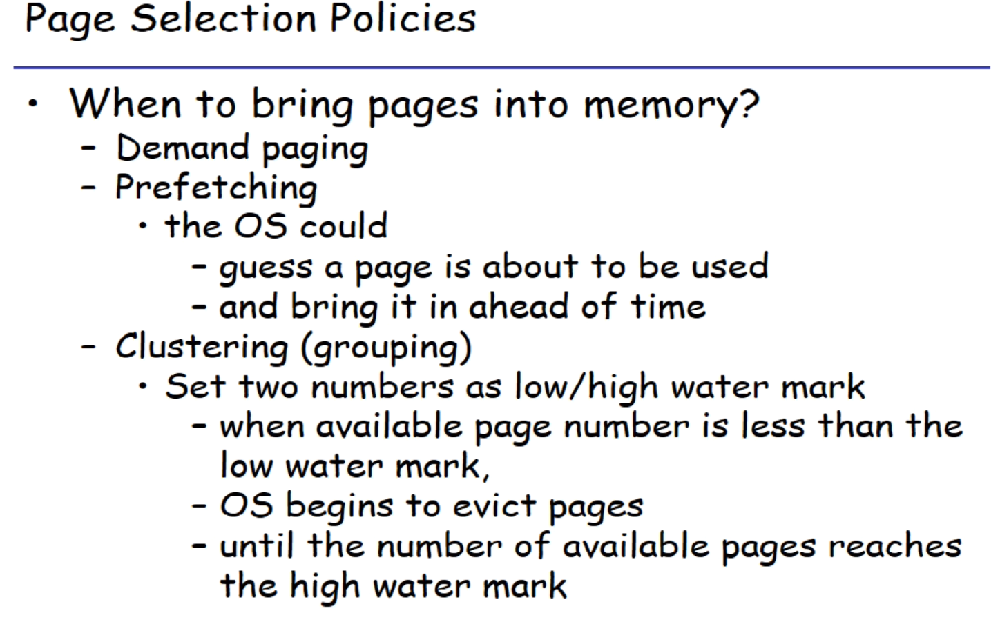 Page Selection Policies
• When to bring pages into memory?
– Demand paging
– Prefetching
• the OS could
– guess a page is about to be used
– and bring it in ahead of time
– Clustering (grouping)
• Set two numbers as low/high water mark
– when available page number is less than the
low water mark,
– OS begins to evict pages
– until the number of available pages reaches
the high water mark